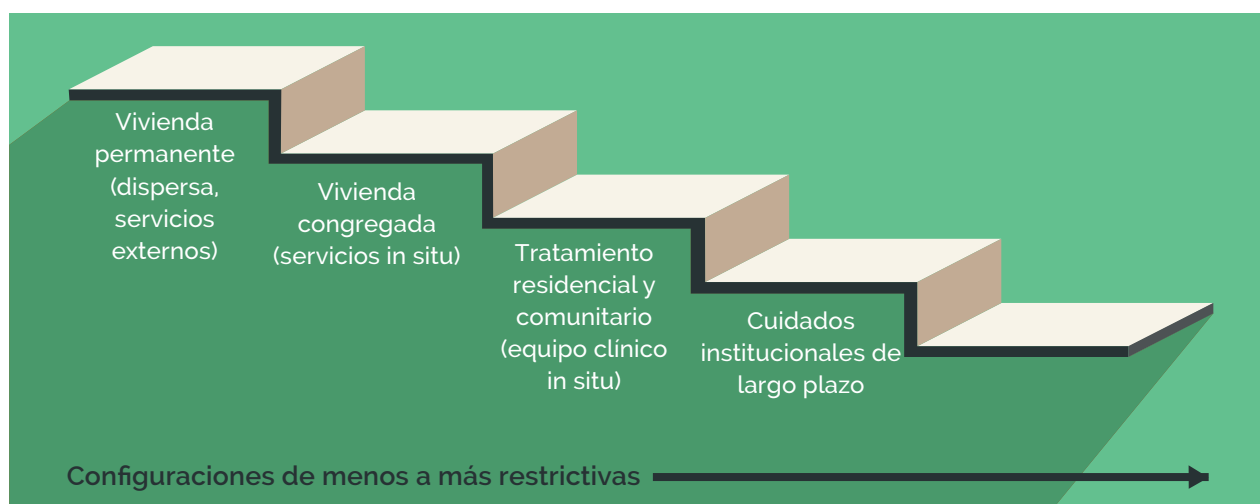 Vivienda
permanente
(dispersa,
servicios
externos)
Vivienda
congregada
(servicios in situ)
Tratamiento
residencial y
comunitario
(equipo clínico
in situ)
Cuidados
institucionales de
largo plazo
Configuraciones de menos a más restrictivas